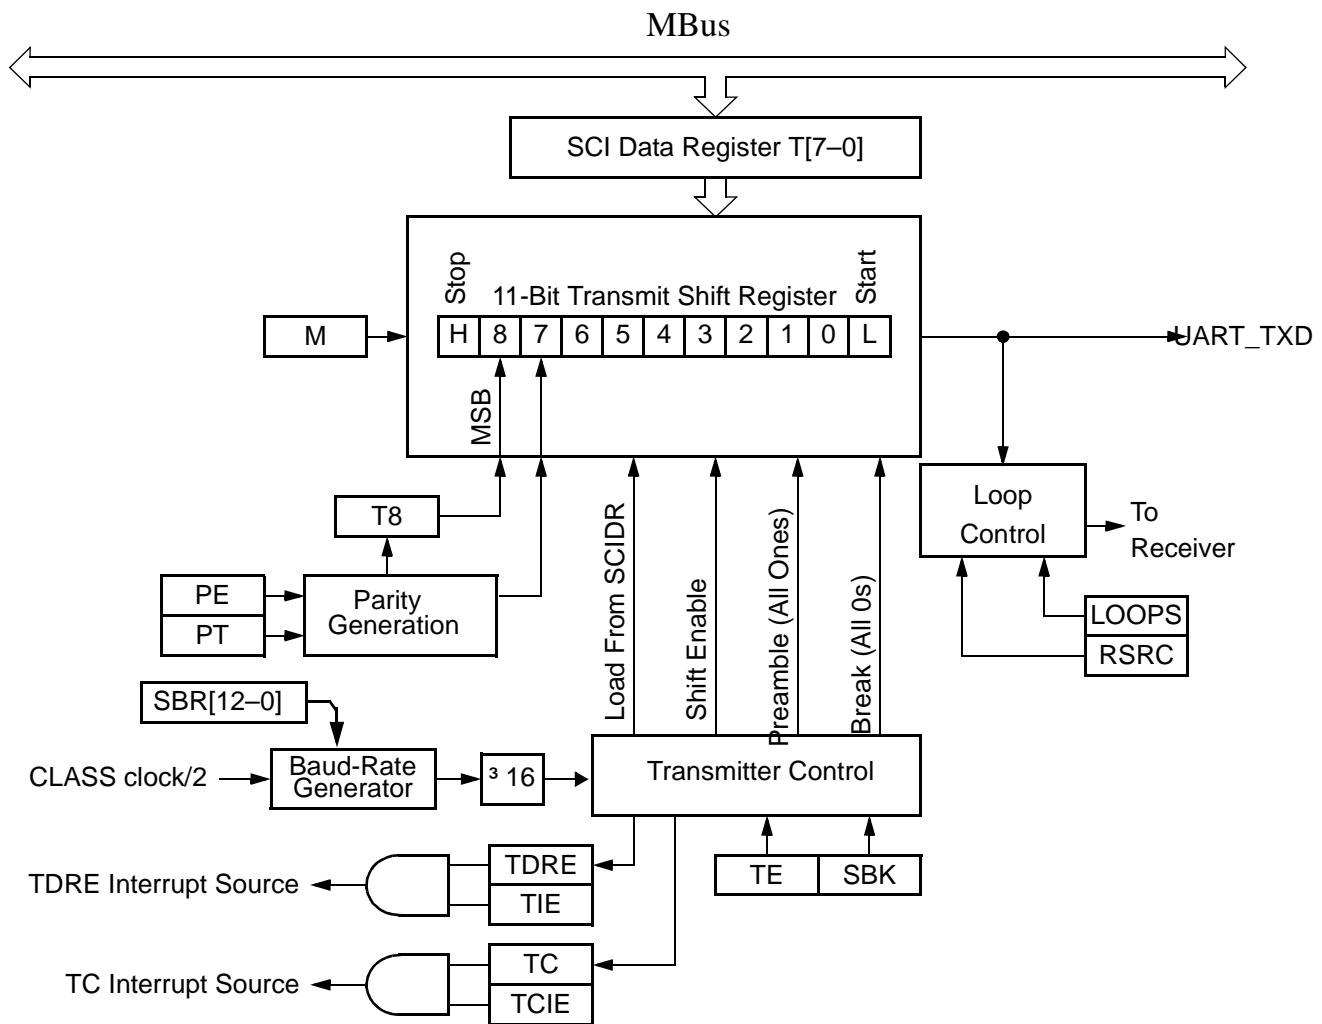 MBus
SCI Data Register T[7–0]
Stop
11-Bit Transmit Shift Register
Start
H 8 7 6 5 4 3 2 1 0 L
M
UART_TXD
MSB
T8
Loop
Control
To
Receiver
PE
PT
Parity
Generation
Load From SCIDR
Shift Enable
Preamble (All Ones)
Break (All 0s)
LOOPS
RSRC
SBR[12–0]
CLASS clock/2
Baud-Rate
Generator
³ 16
Transmitter Control
TE
SBK
TDRE Interrupt Source
TDRE
TIE
TC Interrupt Source
TC
TCIE